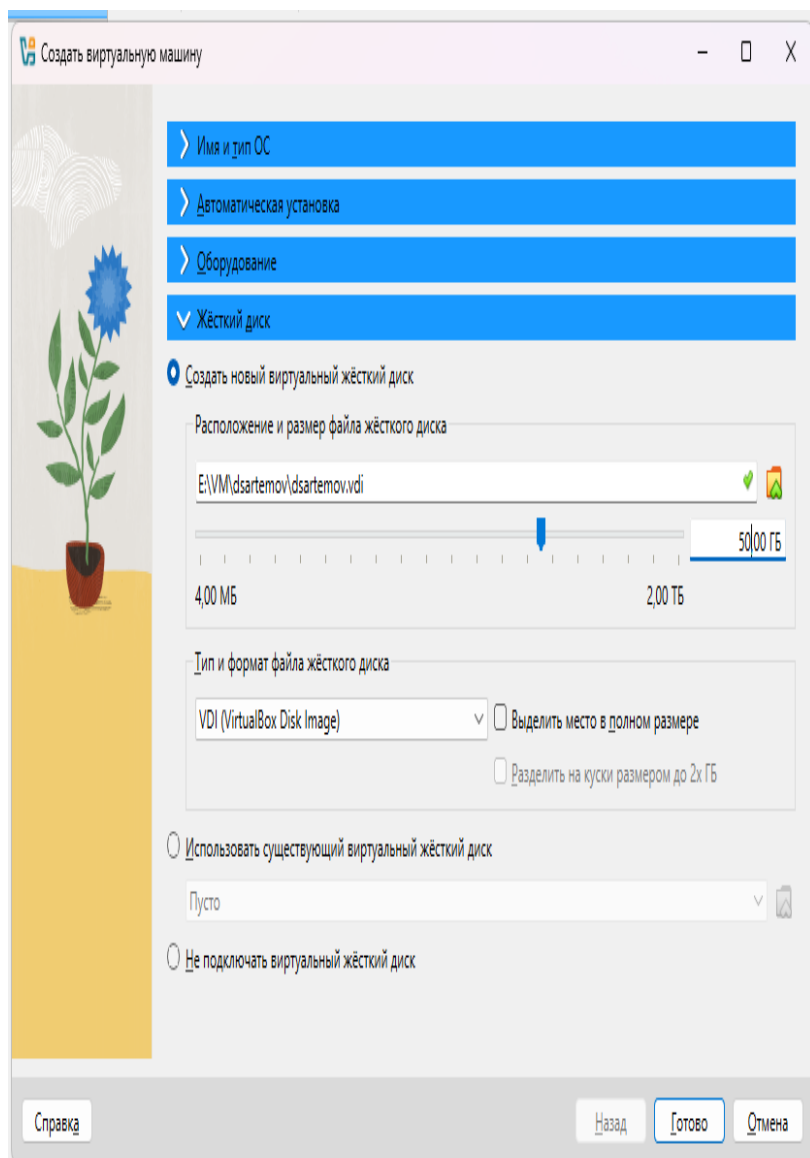 Создать виртуальную машину
Имя и тип ОС
Автоматическая установка
Оборудование
Жёсткий диск
Создать новый виртуальный жёсткий диск
Расположение и размер файла жёсткого диска
E:\VM\dsartemov\dsartemov.vdi
50,00 ГБ
4,00 МБ 2,00 ТБ
Тип и формат файла жёсткого диска
VDI (VirtualBox Disk Image) Выделить место в полном размере
Разделить на куски размером до 2х ГБ
Использовать существующий виртуальный жёсткий диск
Пусто
Не подключать виртуальный жёсткий диск
Справка Назад Готово Отмена